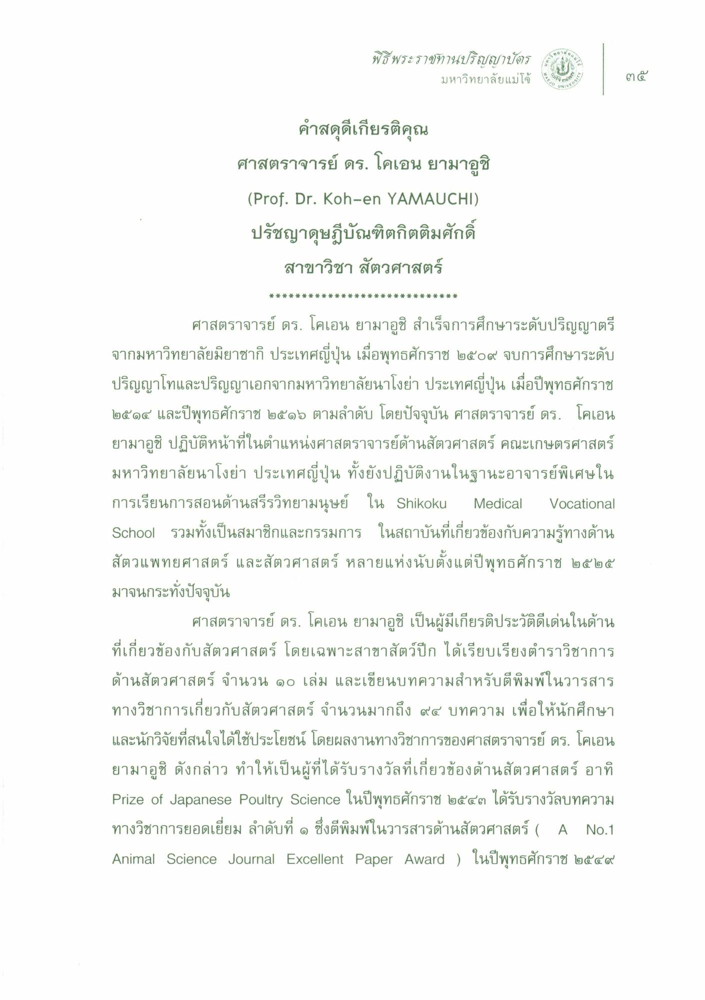 พิธีพระราชทานปริญญาบัตร
มหาวิทยาลัยแม่โจ้
๓๕
มหาวิทยาลัยแม่โจ้
MAEJO UNIVERSITY
คำสดุดีเกียรติคุณ
ศาสตราจารย์ ดร. โคเอน ยามาอูชิ
(Prof. Dr. Koh-en YAMAUCHI)
ปรัชญาดุษฎีบัณฑิตกิตติมศักดิ์
สาขาวิชา สัตวศาสตร์
*****************************
ศาสตราจารย์ ดร. โคเอน ยามาอูชิ สำเร็จการศึกษาระดับปริญญาตรี
จากมหาวิทยาลัยมิยาซากิ ประเทศญี่ปุ่น เมื่อพุทธศักราช ๒๕๐๙ จบการศึกษาระดับ
ปริญญาโทและปริญญาเอกจากมหาวิทยาลัยนาโงย่า ประเทศญี่ปุ่น เมื่อปีพุทธศักราช
๒๕๑๔ และปีพุทธศักราช ๒๕๑๖ ตามลำดับ โดยปัจจุบัน ศาสตราจารย์ ดร. โคเอน
ยามาอูชิ ปฏิบัติหน้าที่ในตำแหน่งศาสตราจารย์ด้านสัตวศาสตร์ คณะเกษตรศาสตร์
มหาวิทยาลัยนาโงย่า ประเทศญี่ปุ่น ทั้งยังปฏิบัติงานในฐานะอาจารย์พิเศษใน
การเรียนการสอนด้านสรีรวิทยามนุษย์ ใน Shikoku Medical Vocational
School รวมทั้งเป็นสมาชิกและกรรมการ ในสถาบันที่เกี่ยวข้องกับความรู้ทางด้าน
สัตวแพทยศาสตร์ และสัตวศาสตร์ หลายแห่งนับตั้งแต่ปีพุทธศักราช ๒๕๒๕
มาจนกระทั่งปัจจุบัน
ศาสตราจารย์ ดร. โคเอน ยามาอูชิ เป็นผู้มีเกียรติประวัติดีเด่นในด้าน
ที่เกี่ยวข้องกับสัตวศาสตร์ โดยเฉพาะสาขาสัตว์ปีก ได้เรียบเรียงตำราวิชาการ
ด้านสัตวศาสตร์ จำนวน ๑๐ เล่ม และเขียนบทความสำหรับตีพิมพ์ในวารสาร
ทางวิชาการเกี่ยวกับสัตวศาสตร์ จำนวนมากถึง ๙๔ บทความ เพื่อให้นักศึกษา
และนักวิจัยที่สนใจได้ใช้ประโยชน์ โดยผลงานทางวิชาการของศาสตราจารย์ ดร. โคเอน
ยามาอูชิ ดังกล่าว ทำให้เป็นผู้ที่ได้รับรางวัลที่เกี่ยวข้องด้านสัตวศาสตร์ อาทิ
Prize of Japanese Poultry Science ในปีพุทธศักราช ๒๕๔๓ ได้รับรางวัลบทความ
ทางวิชาการยอดเยี่ยม ลำดับที่ ๑ ซึ่งตีพิมพ์ในวารสารด้านสัตวศาสตร์ ( A No.1
Animal Science Journal Excellent Paper Award ) ในปีพุทธศักราช ๒๕๔๙